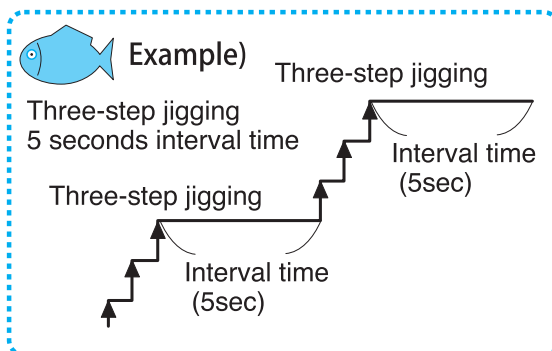 Example)
Three-step jigging
Three-step jigging
5 seconds interval time
Interval time
(5sec)
Three-step jigging
Interval time
(5sec)